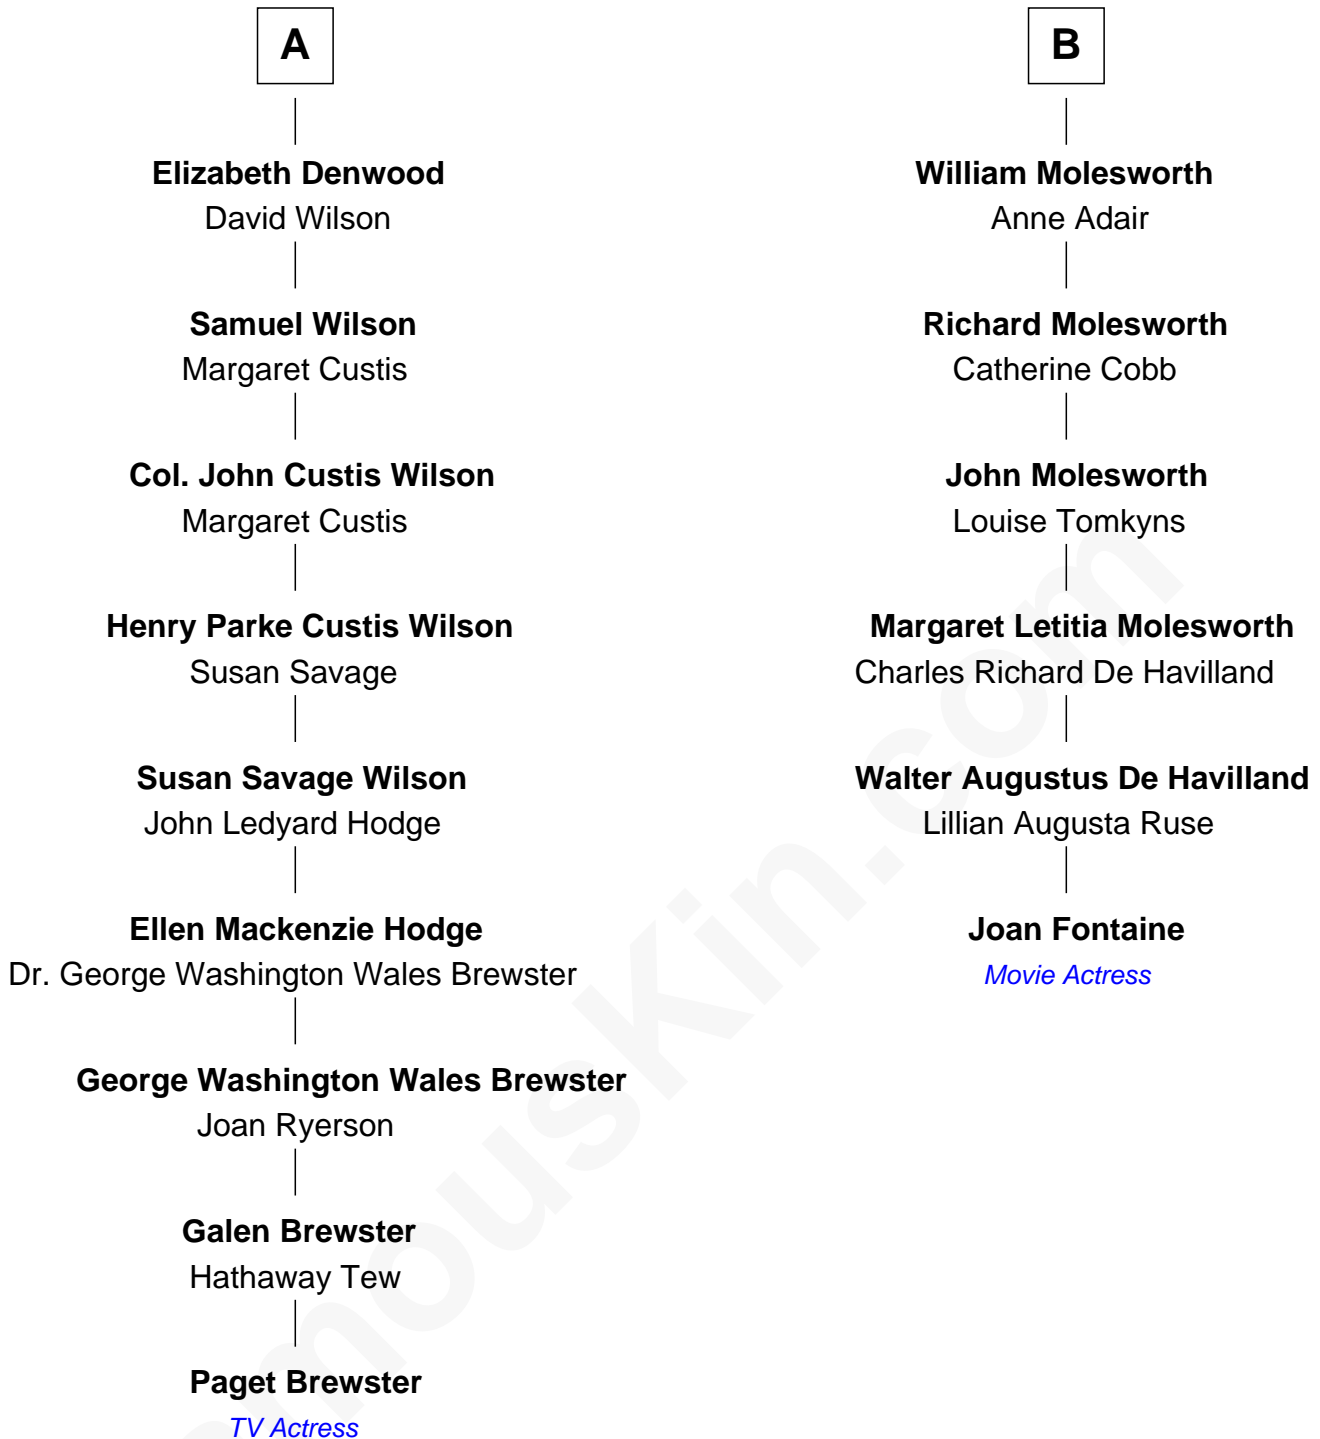 A
Elizabeth Denwood
David Wilson
Samuel Wilson
Margaret Custis
Col. John Custis Wilson
Margaret Custis
Henry Parke Custis Wilson
Susan Savage
Susan Savage Wilson
John Ledyard Hodge
Ellen Mackenzie Hodge
Dr. George Washington Wales Brewster
George Washington Wales Brewster
Joan Ryerson
Galen Brewster
Hathaway Tew
Paget Brewster
TV Actress
B
William Molesworth
Anne Adair
Richard Molesworth
Catherine Cobb
John Molesworth
Louise Tomkyns
Margaret Letitia Molesworth
Charles Richard De Havilland
Walter Augustus De Havilland
Lillian Augusta Ruse
Joan Fontaine
Movie Actress
mouskin.com